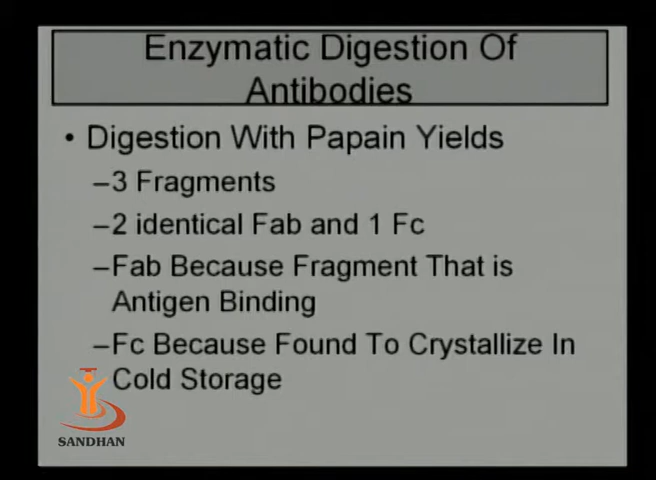 Enzymatic Digestion Of
Antibodies
• Digestion With Papain Yields
–3 Fragments
–2 identical Fab and 1 Fc
–Fab Because Fragment That is
Antigen Binding
–Fc Because Found To Crystallize In
Cold Storage
SANDHAN